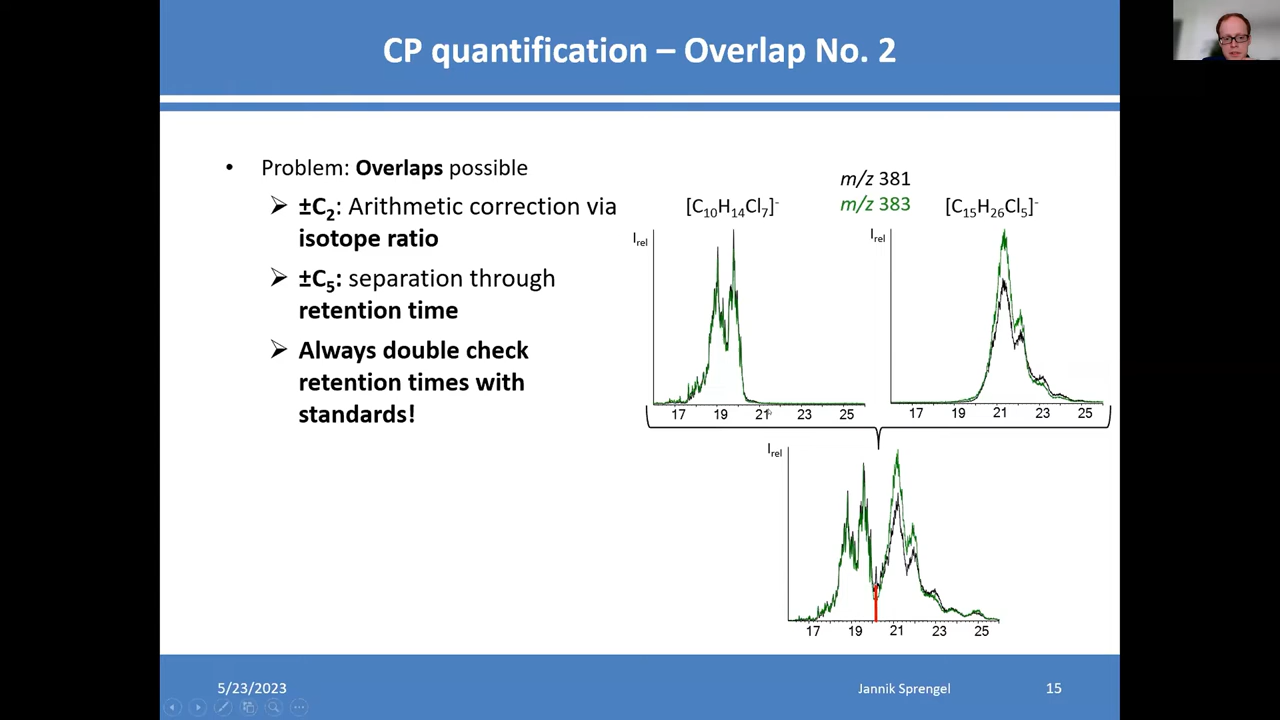 CP quantification – Overlap No. 2
• Problem: Overlaps possible
➢ ±C₂: Arithmetic correction via
isotope ratio
➢ ±C₅: separation through
retention time
➢ Always double check
retention times with
standards!
m/z 381
m/z 383
[C₁₀H₁₄Cl₇]⁻
[C₁₅H₂₆Cl₅]⁻
Iᵣₑₗ
17 19 21 23 25
Iᵣₑₗ
17 19 21 23 25
Iᵣₑₗ
17 19 21 23 25
5/23/2023
Jannik Sprengel
15